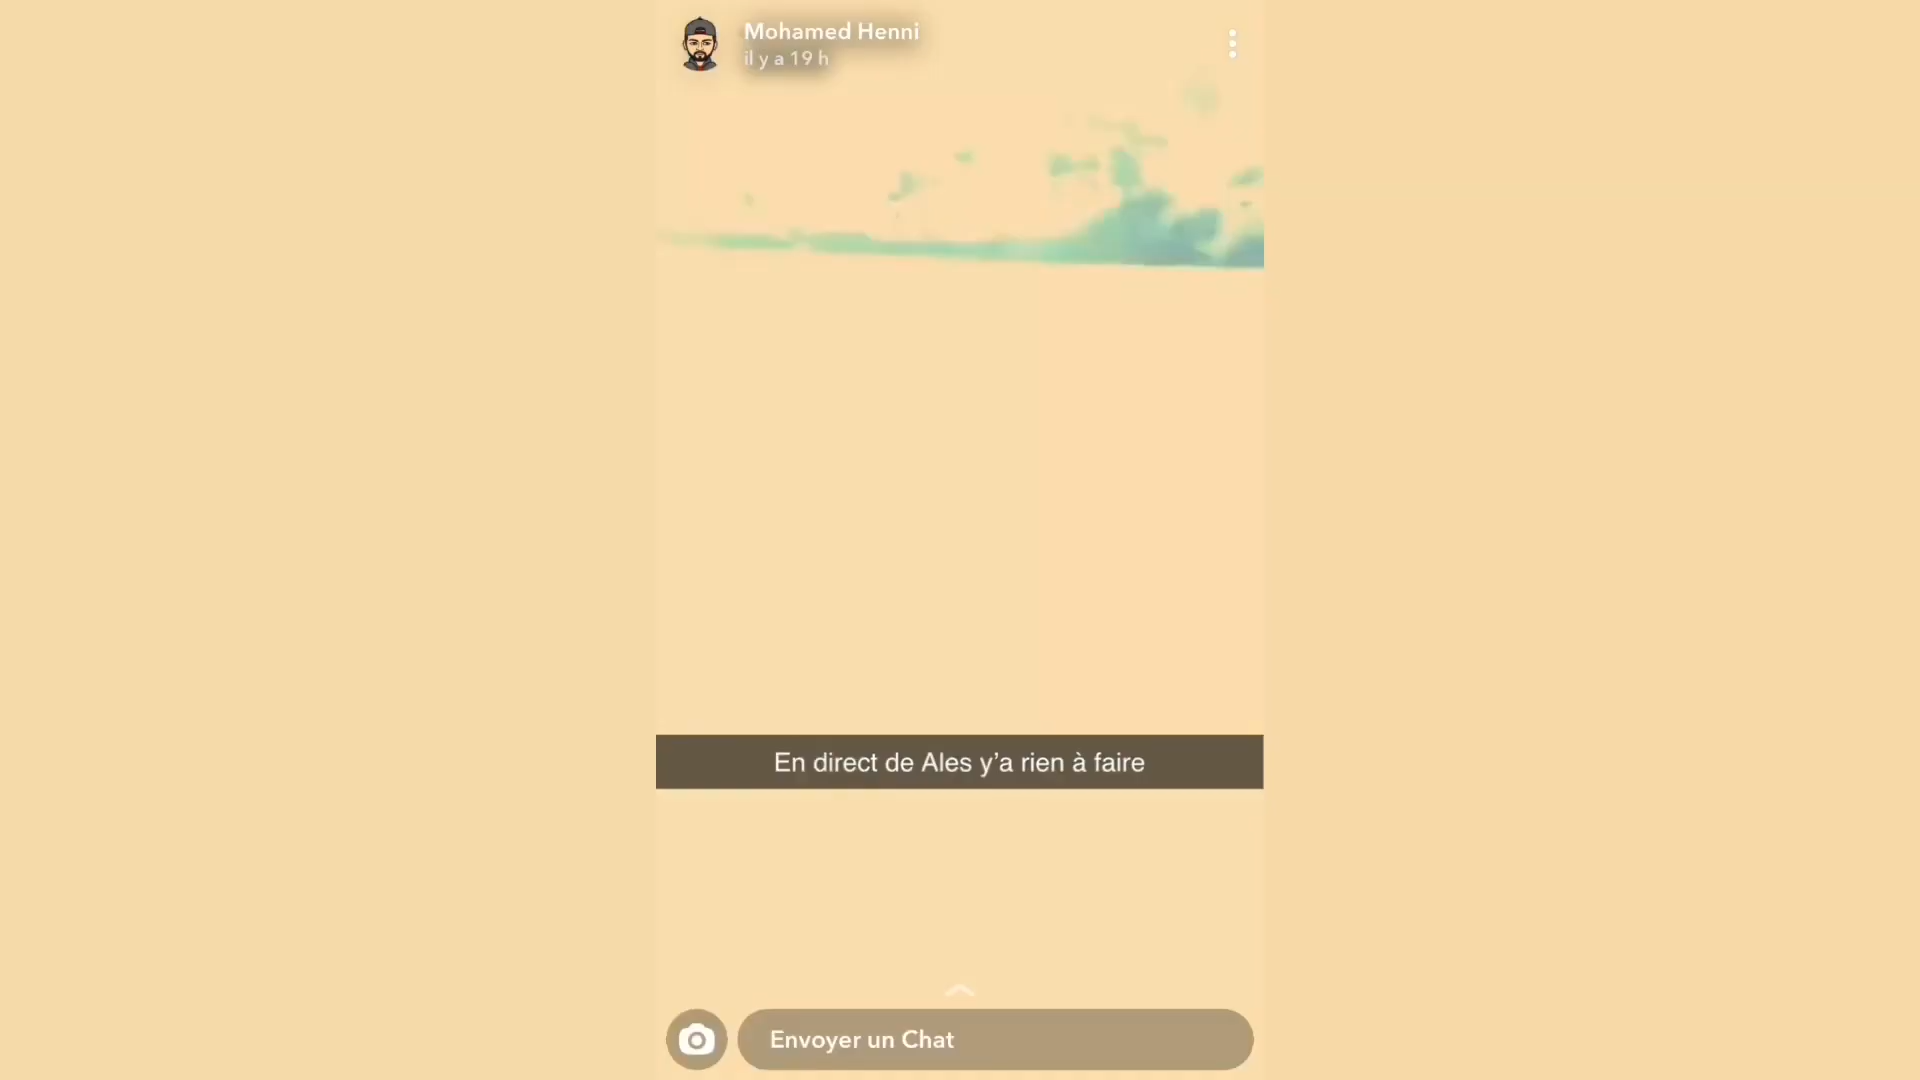 Mohamed Henni
il y a 19 h
En direct de Ales y’a rien à faire
Envoyer un Chat